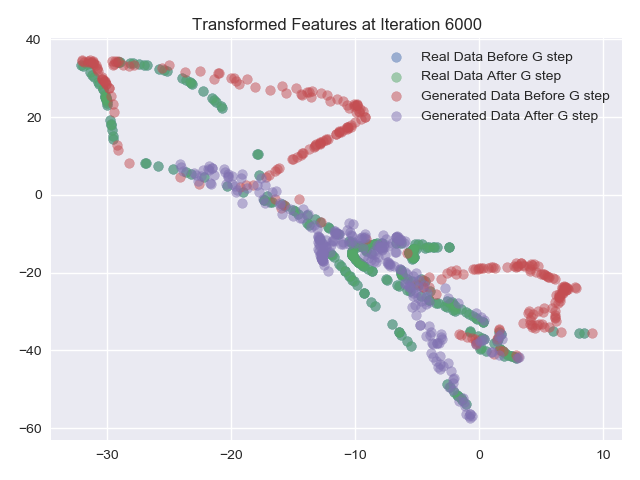 Transformed Features at Iteration 6000
Real Data Before G step
Real Data After G step
Generated Data Before G step
Generated Data After G step
40
20
0
−20
−40
−60
−30
−20
−10
0
10